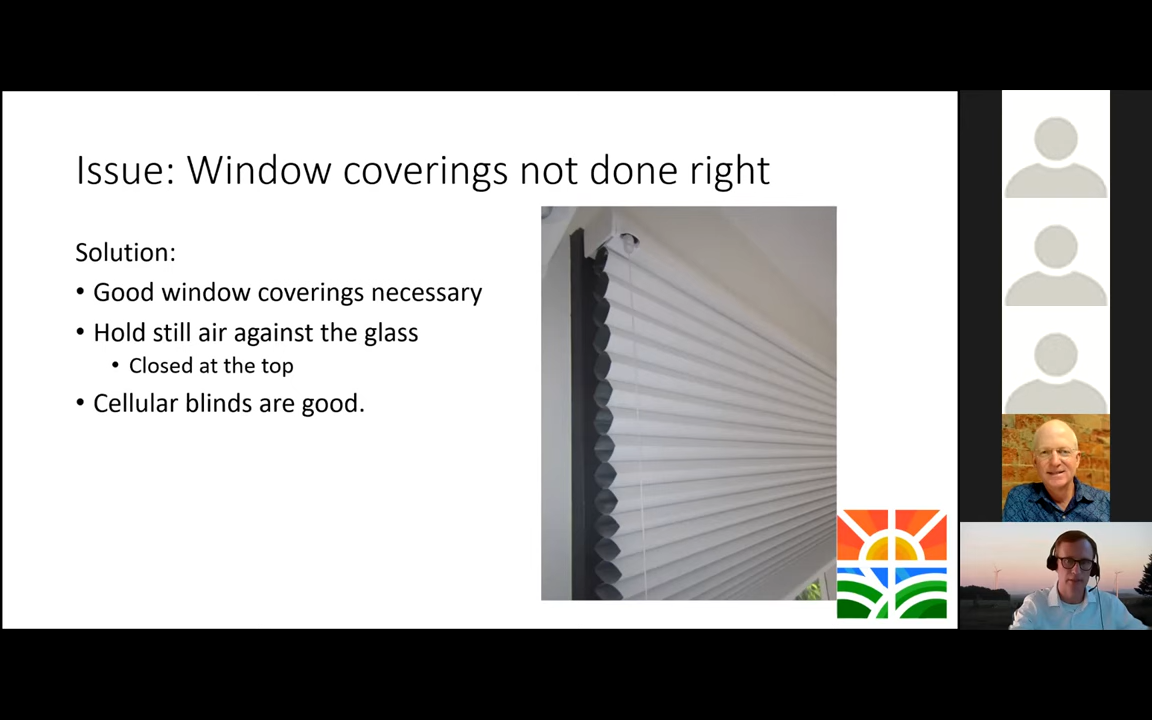 Issue: Window coverings not done right
Solution:
• Good window coverings necessary
• Hold still air against the glass
• Closed at the top
• Cellular blinds are good.